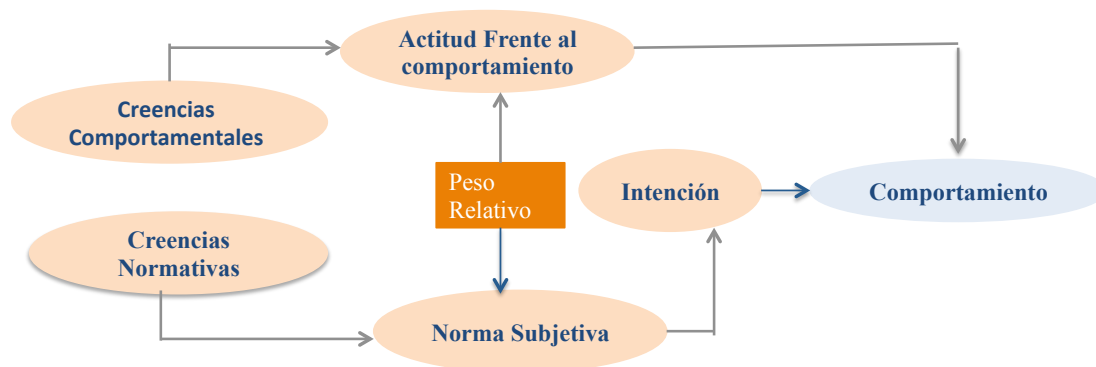 Actitud Frente al
comportamiento
Creencias
Comportamentales
Peso
Relativo
Intención
Comportamiento
Creencias
Normativas
Norma Subjetiva